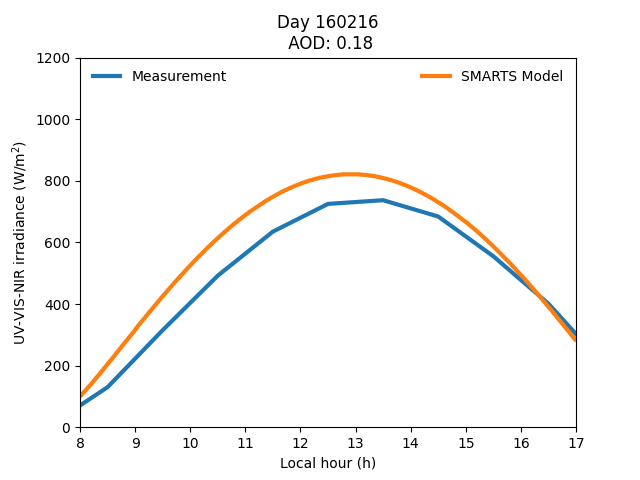 Day 160216
AOD: 0.18
Measurement
SMARTS Model
UV-VIS-NIR irradiance (W/m²)
1200
1000
800
600
400
200
0
8 9 10 11 12 13 14 15 16 17
Local hour (h)